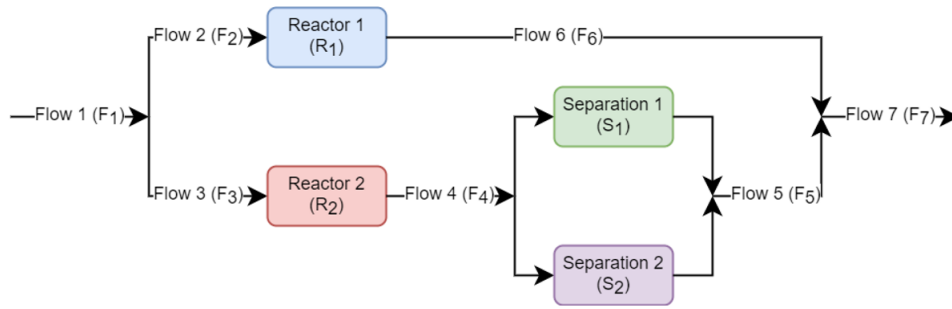 Flow 2 (F2)
Reactor 1
(R1)
Flow 6 (F6)
Flow 1 (F1)
Separation 1
(S1)
Flow 7 (F7)
Flow 3 (F3)
Reactor 2
(R2)
Flow 4 (F4)
Flow 5 (F5)
Separation 2
(S2)